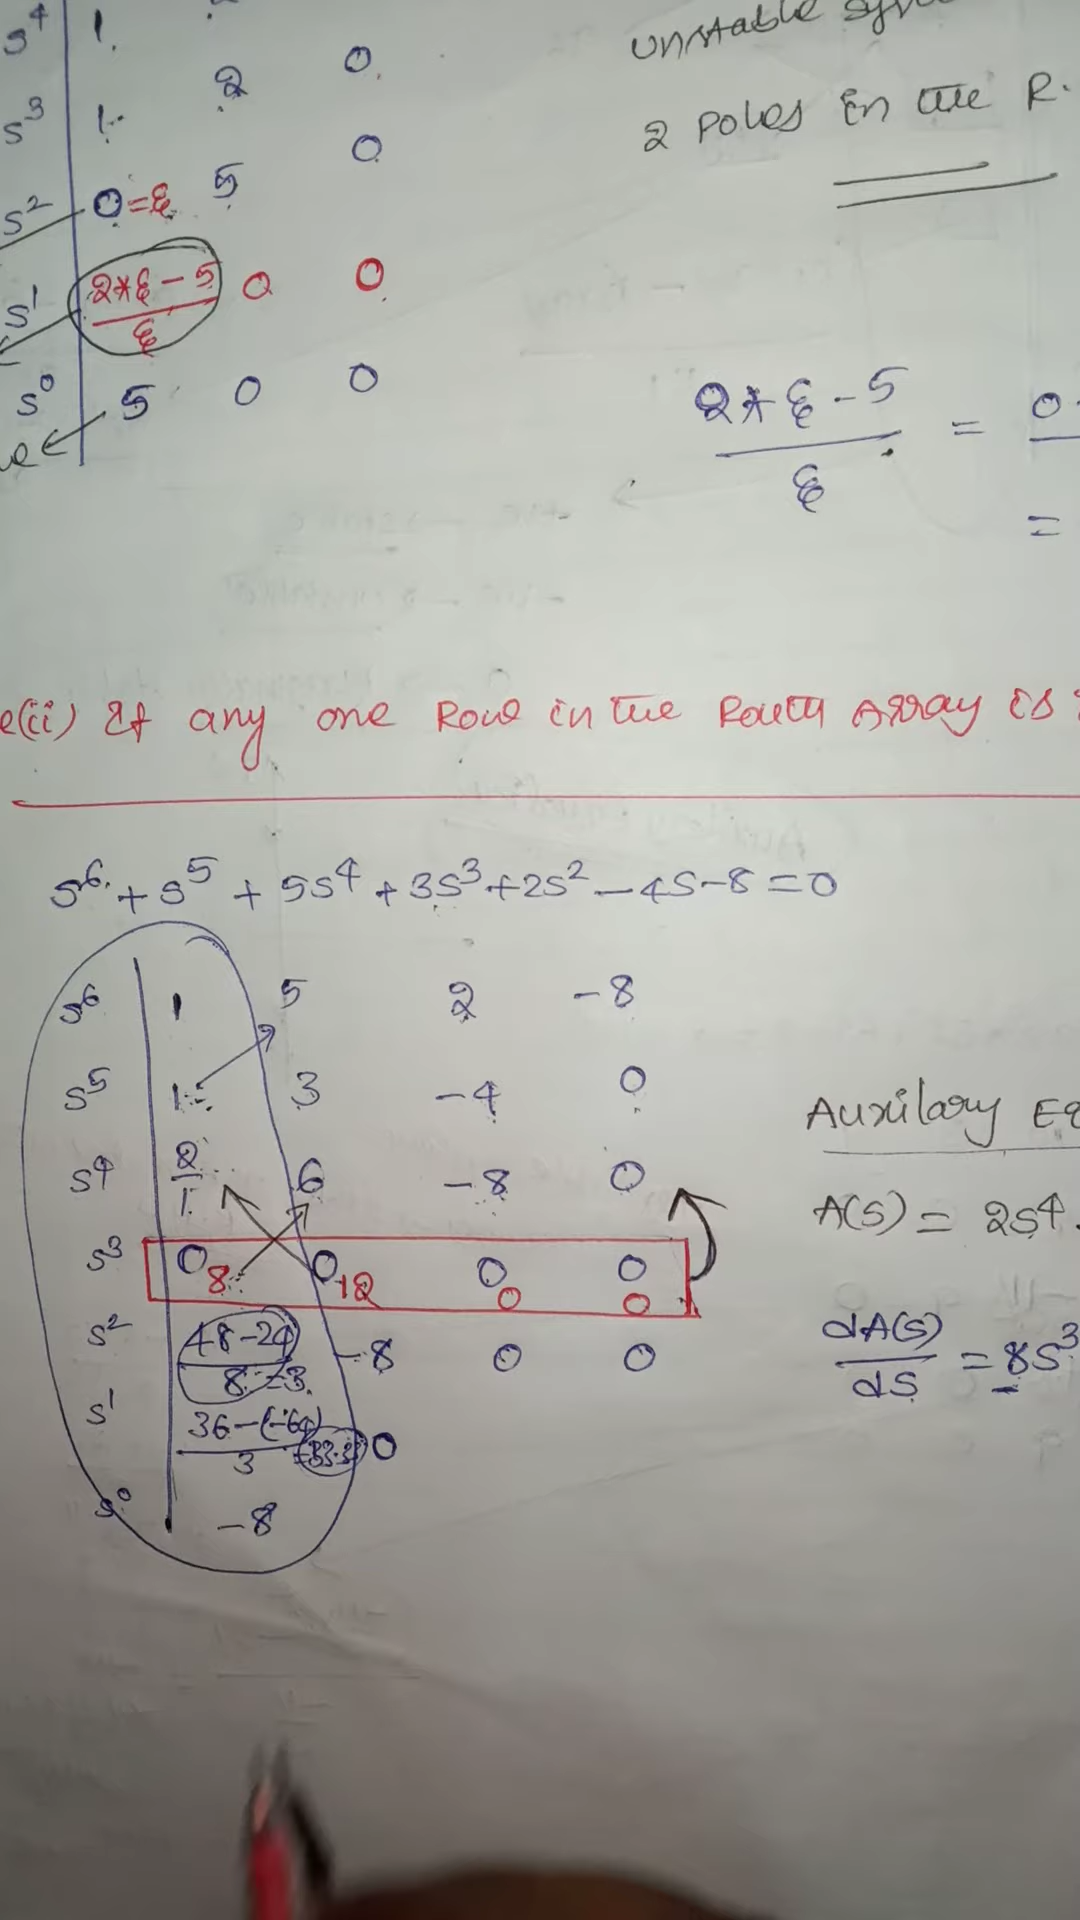 s⁴ 1
unstable
s³ 1 2 0
2 poles in the R.
s² 0=ε 5 0
s¹ (2*ε-5)/ε 0 0
s⁰ 5 0 0
(2*ε-5)/ε = 0
=
e(ii) If any one Row in the Routh Array is
s⁶ + s⁵ + 5s⁴ + 3s³ + 2s² - 4s - 8 = 0
s⁶ 1 5 2 -8
s⁵ 1 3 -4 0
s⁴ 2/1 6 -8 0
s³ 0 0 0 0
8 12 0 0
s² (48-24)/8 =3 -8 0 0
s¹ (36-(-64))/3 =33.33 0
s⁰ -8
Auxilary Eq
A(s) = 2s⁴
dA(s)/ds = 8s³